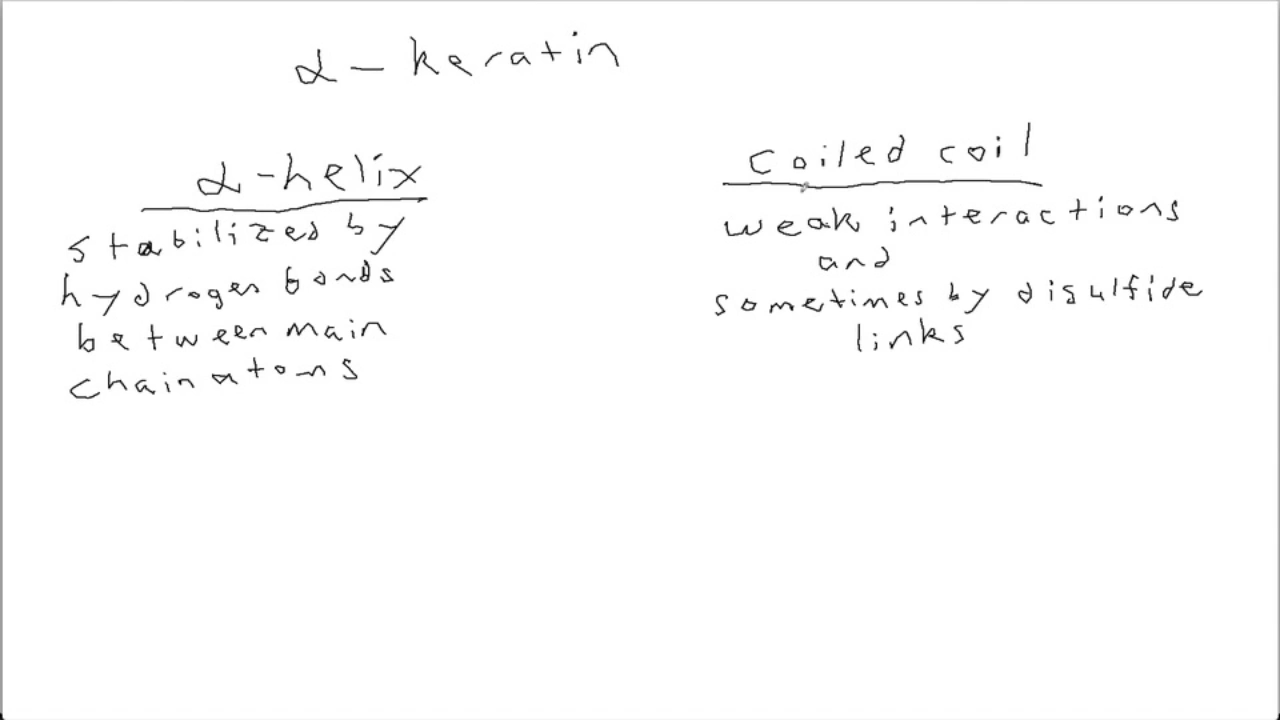 α - keratin
α - helix
stabilized by
hydrogen bonds
between main
chain atoms
coiled coil
weak interactions
and
sometimes by disulfide
links